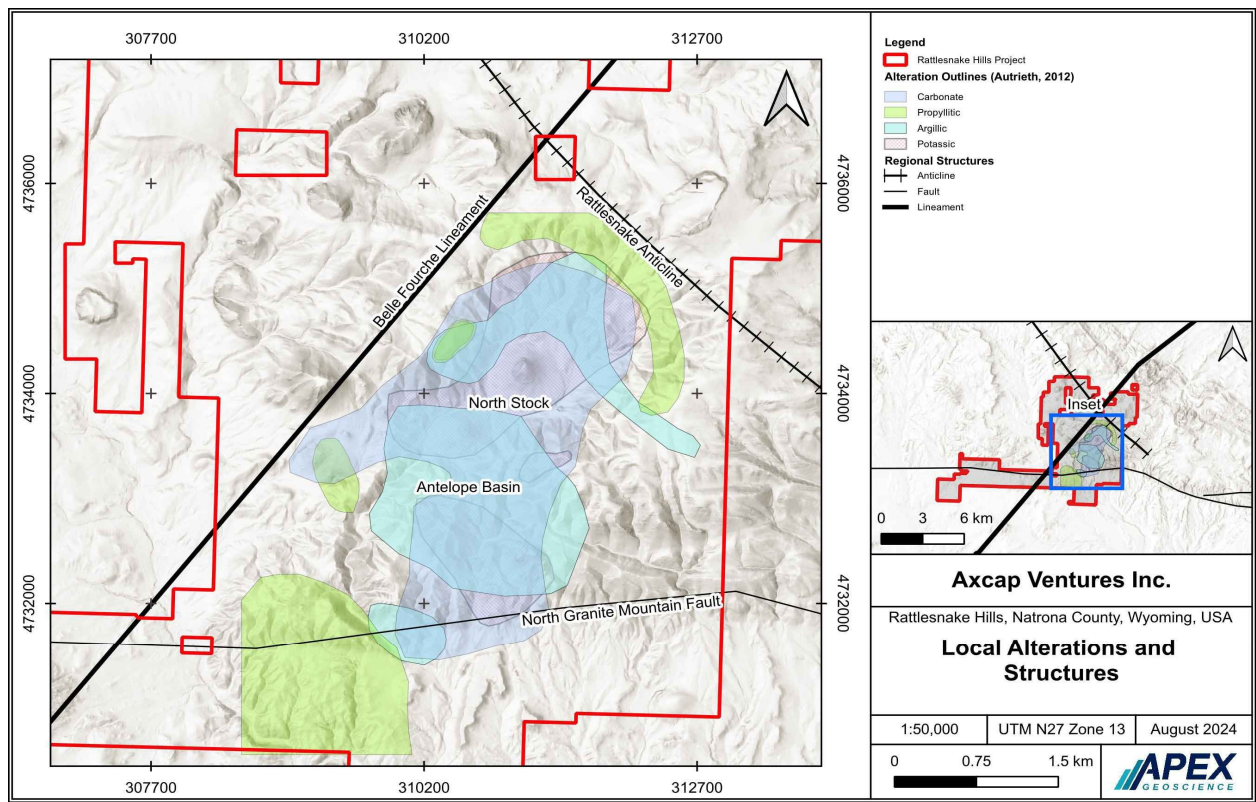 307700
310200
312700
4736000
4736000
Belle Fourche Lineament
Rattlesnake Anticline
4734000
4734000
North Stock
Antelope Basin
4732000
4732000
North Granite Mountain Fault
307700
310200
312700
Legend
Rattlesnake Hills Project
Alteration Outlines (Autrieth, 2012)
Carbonate
Propyllitic
Argillic
Potassic
Regional Structures
Anticline
Fault
Lineament
Inset
0 3 6 km
Axcap Ventures Inc.
Rattlesnake Hills, Natrona County, Wyoming, USA
Local Alterations and
Structures
1:50,000 UTM N27 Zone 13 August 2024
0 0.75 1.5 km
APEX
GEOSCIENCE